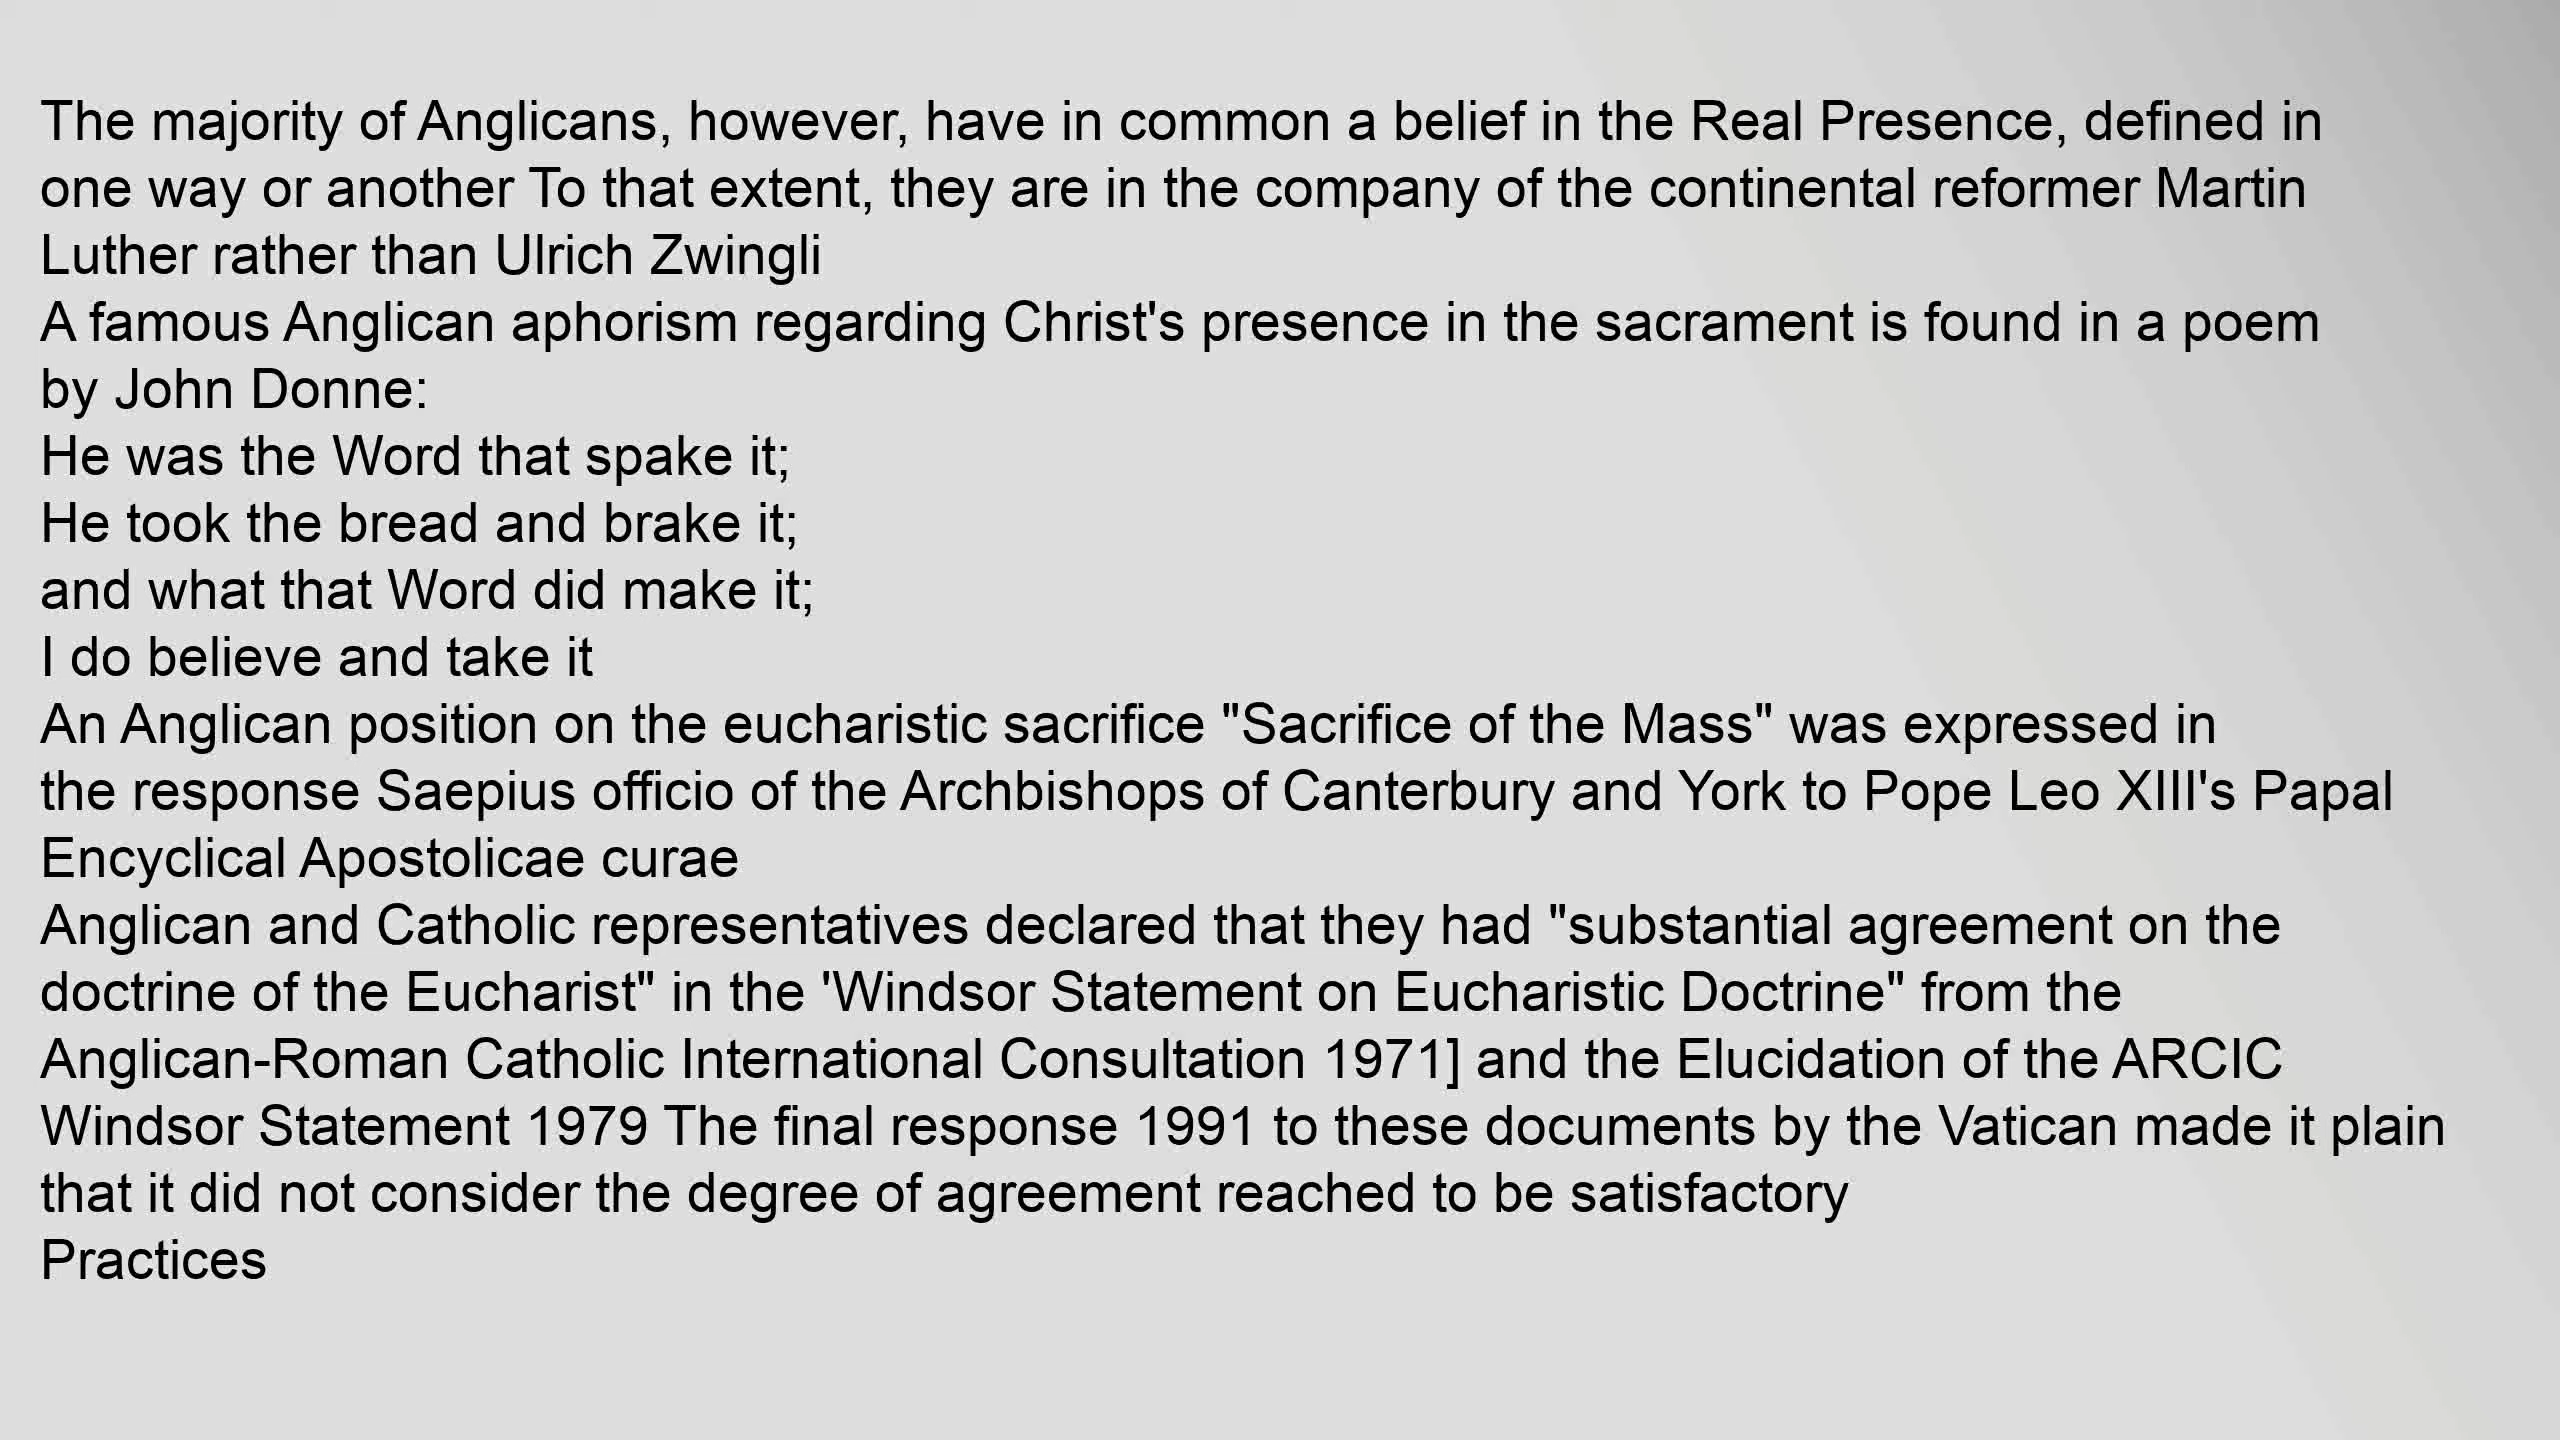 The majority of Anglicans, however, have in common a belief in the Real Presence, defined in
one way or another To that extent, they are in the company of the continental reformer Martin
Luther rather than Ulrich Zwingli
A famous Anglican aphorism regarding Christ's presence in the sacrament is found in a poem
by John Donne:
He was the Word that spake it;
He took the bread and brake it;
and what that Word did make it;
I do believe and take it
An Anglican position on the eucharistic sacrifice "Sacrifice of the Mass" was expressed in
the response Saepius officio of the Archbishops of Canterbury and York to Pope Leo XIII's Papal
Encyclical Apostolicae curae
Anglican and Catholic representatives declared that they had "substantial agreement on the
doctrine of the Eucharist" in the 'Windsor Statement on Eucharistic Doctrine" from the
Anglican-Roman Catholic International Consultation 1971] and the Elucidation of the ARCIC
Windsor Statement 1979 The final response 1991 to these documents by the Vatican made it plain
that it did not consider the degree of agreement reached to be satisfactory
Practices